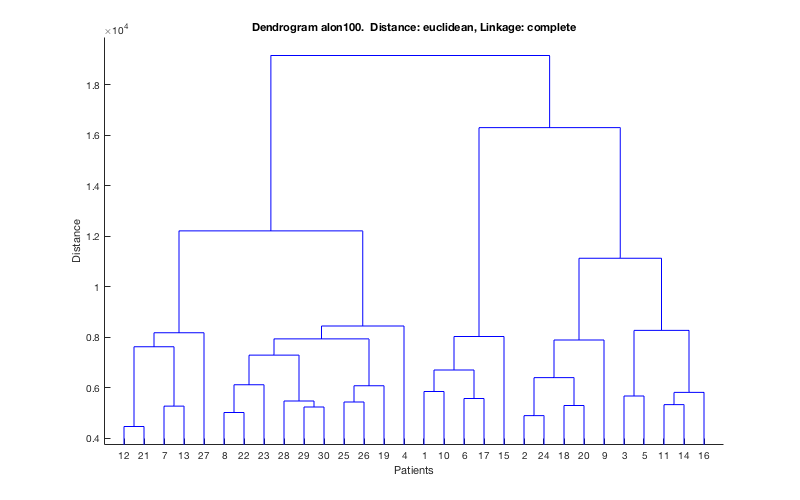 Dendrogram alon100.  Distance: euclidean, Linkage: complete
×10⁴
1.8
1.6
1.4
1.2
1
0.8
0.6
0.4
Distance
12 21 7 13 27 8 22 23 28 29 30 25 26 19 4 1 10 6 17 15 2 24 18 20 9 3 5 11 14 16
Patients